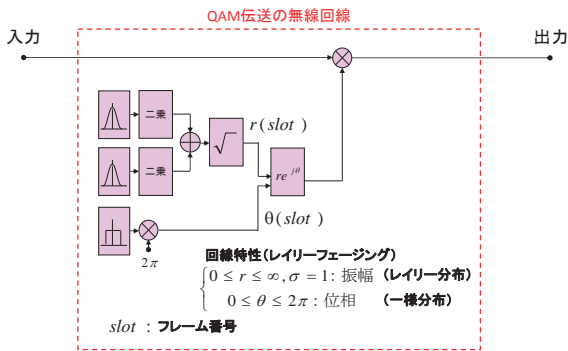 QAM伝送の無線回線
入力
出力
二乗
r(slot)
√
二乗
re^{jθ}
θ(slot)
2π
回線特性(レイリーフェージング)
0 ≤ r ≤ ∞, σ = 1 : 振幅 (レイリー分布)
0 ≤ θ ≤ 2π : 位相 (一様分布)
slot : フレーム番号